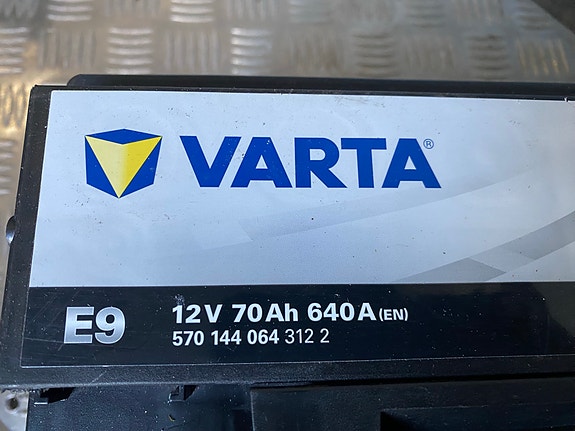 VARTA®
E9
12V 70Ah 640A (EN)
570 144 064 312 2